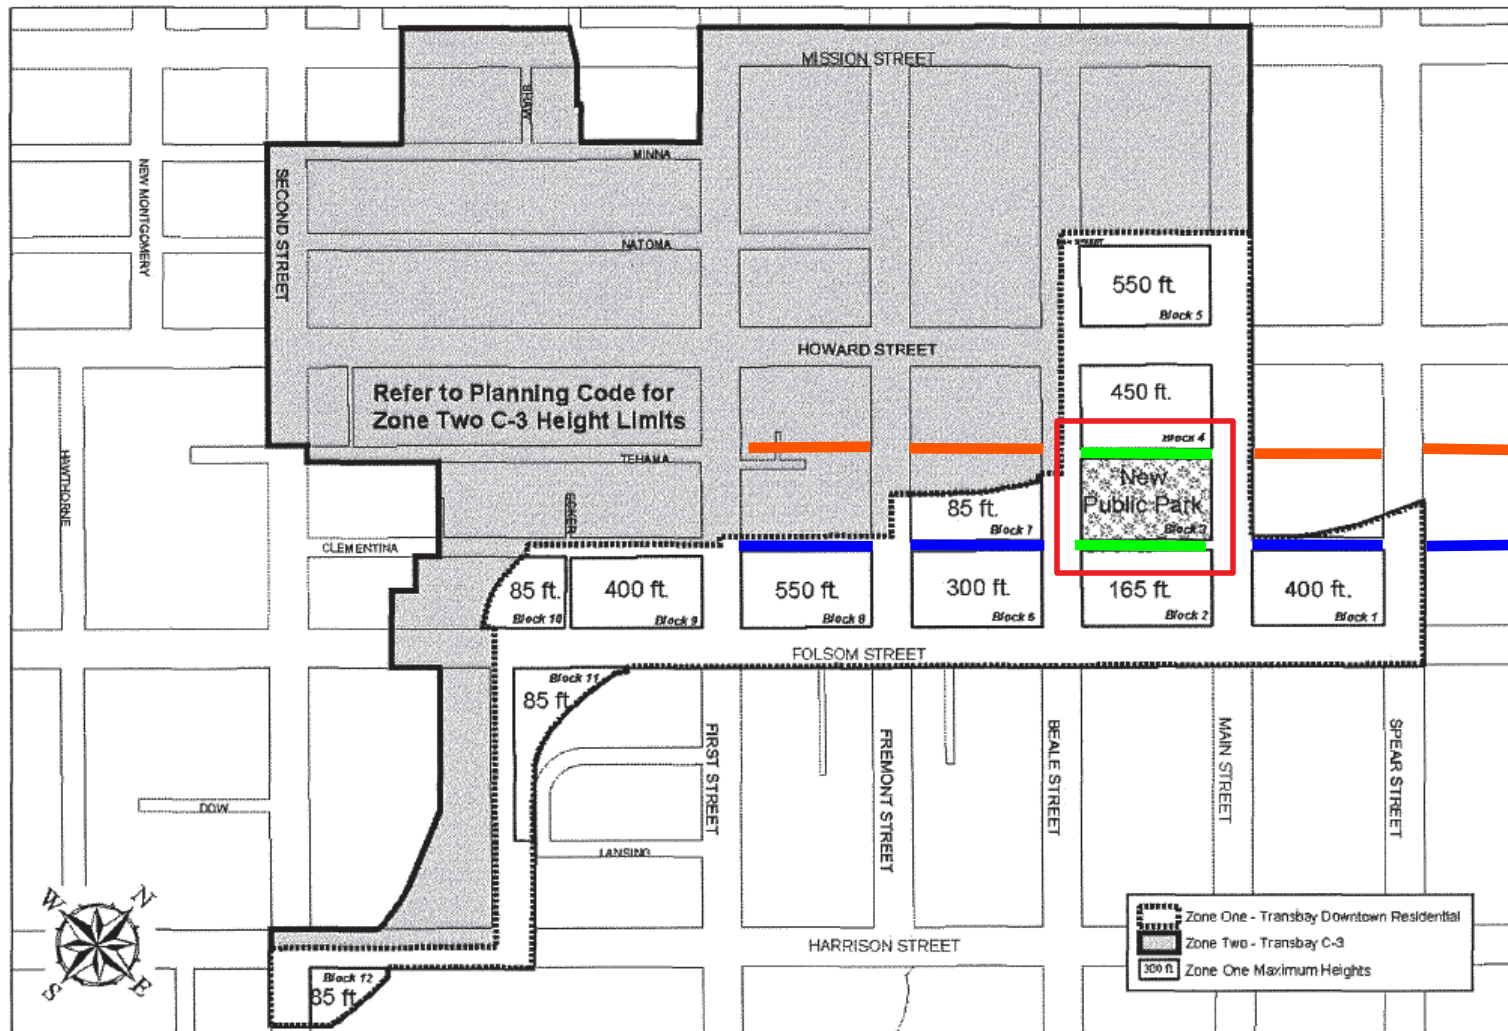 MISSION STREET
SHAW
MINNA
NEW MONTGOMERY
SECOND STREET
NATOMA
550 ft.
Block 5
HOWARD STREET
Refer to Planning Code for
Zone Two C-3 Height Limits
450 ft.
Block 4
TEHAMA
HAWTHORNE
New
Public Park
Block 3
85 ft.
Block 7
ECKER
CLEMENTINA
85 ft.
Block 10
400 ft.
Block 9
550 ft.
Block 8
300 ft.
Block 6
165 ft.
Block 2
400 ft.
Block 1
FOLSOM STREET
Block 11
85 ft.
FIRST STREET
FREMONT STREET
BEALE STREET
MAIN STREET
SPEAR STREET
DOW
LANSING
W
N
S
E
HARRISON STREET
Block 12
85 ft.
Zone One - Transbay Downtown Residential
Zone Two - Transbay C-3
300 ft.
Zone One Maximum Heights